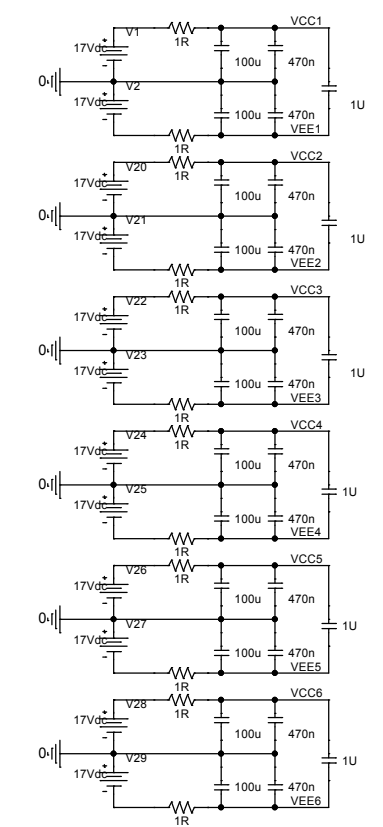 V1 VCC1
17Vdc 1R
100u 470n
0 V2 1U
17Vdc
100u 470n
VEE1
1R
V20 VCC2
17Vdc 1R
100u 470n
0 V21 1U
17Vdc
100u 470n
VEE2
1R
V22 VCC3
17Vdc 1R
100u 470n
0 V23 1U
17Vdc
100u 470n
VEE3
1R
V24 VCC4
17Vdc 1R
100u 470n
0 V25 1U
17Vdc
100u 470n
VEE4
1R
V26 VCC5
17Vdc 1R
100u 470n
0 V27 1U
17Vdc
100u 470n
VEE5
1R
V28 VCC6
17Vdc 1R
100u 470n
0 V29 1U
17Vdc
100u 470n
VEE6
1R